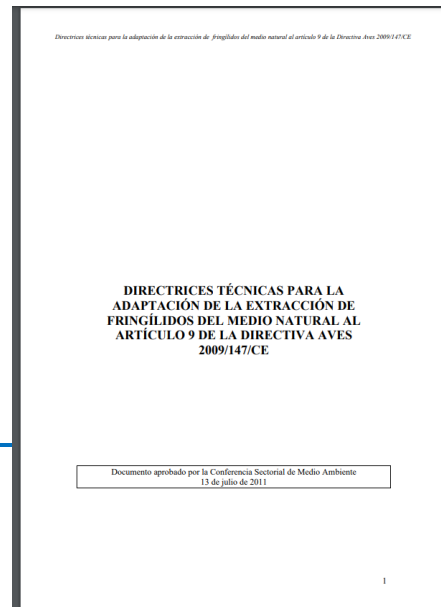 Directrices técnicas para la adaptación de la extracción de fringílidos del medio natural al artículo 9 de la Directiva Aves 2009/147/CE
DIRECTRICES TÉCNICAS PARA LA
ADAPTACIÓN DE LA EXTRACCIÓN DE
FRINGÍLIDOS DEL MEDIO NATURAL AL
ARTÍCULO 9 DE LA DIRECTIVA AVES
2009/147/CE
Documento aprobado por la Conferencia Sectorial de Medio Ambiente
13 de julio de 2011
1